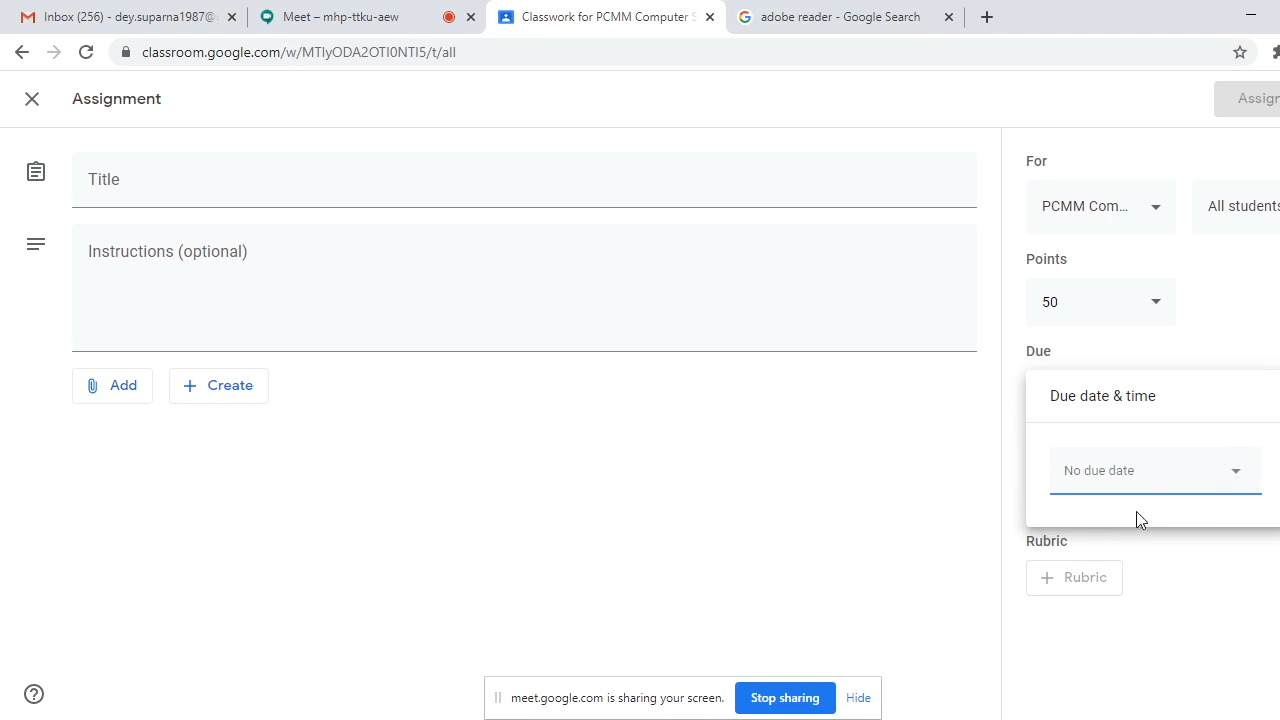 Inbox (256) - dey.suparna1987@
Meet – mhp-ttku-aew
Classwork for PCMM Computer S
adobe reader - Google Search
classroom.google.com/w/MTIyODA2OTI0NTI5/t/all
Assignment
Assign
Title
Instructions (optional)
Add
Create
For
PCMM Com...
All students
Points
50
Due
Due date & time
No due date
Rubric
Rubric
meet.google.com is sharing your screen.
Stop sharing
Hide